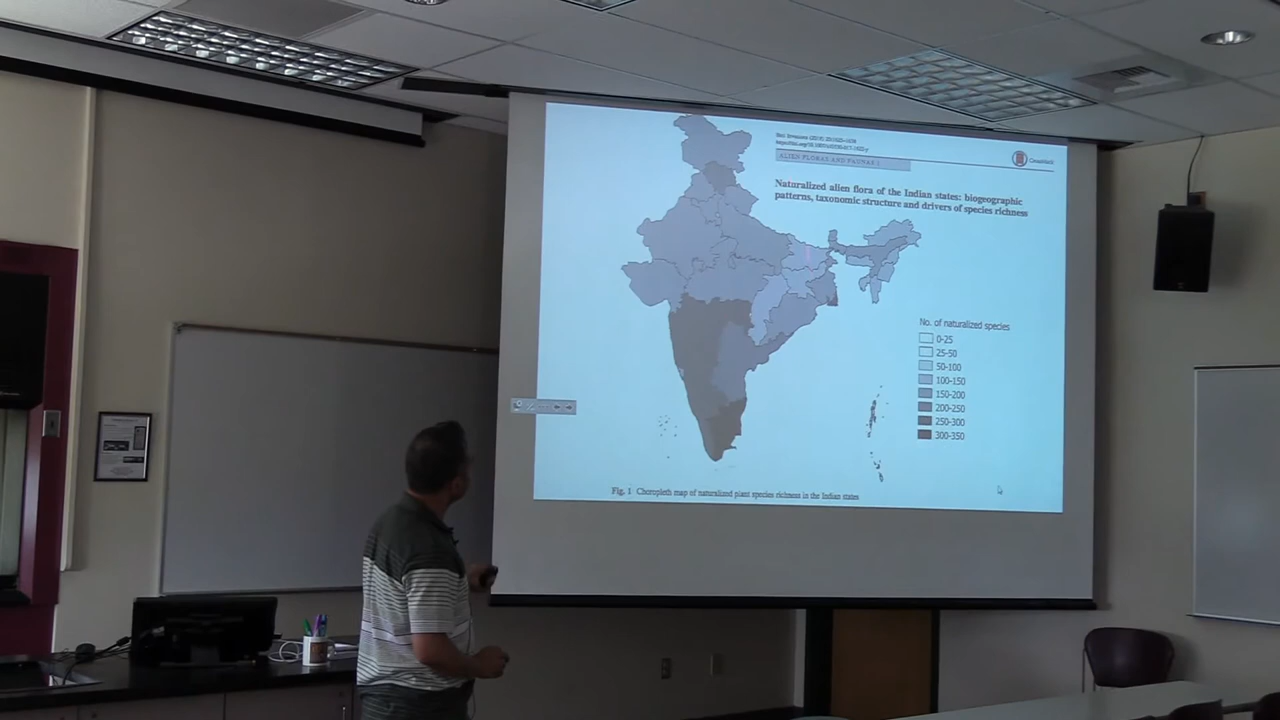 ALIEN FLORAS AND FAUNAS 1
CrossMark
Naturalized alien flora of the Indian states: biogeographic
patterns, taxonomic structure and drivers of species richness
No. of naturalized species
0-25
25-50
50-100
100-150
150-200
200-250
250-300
300-350
Fig. 1 Choropleth map of naturalized plant species richness in the Indian states